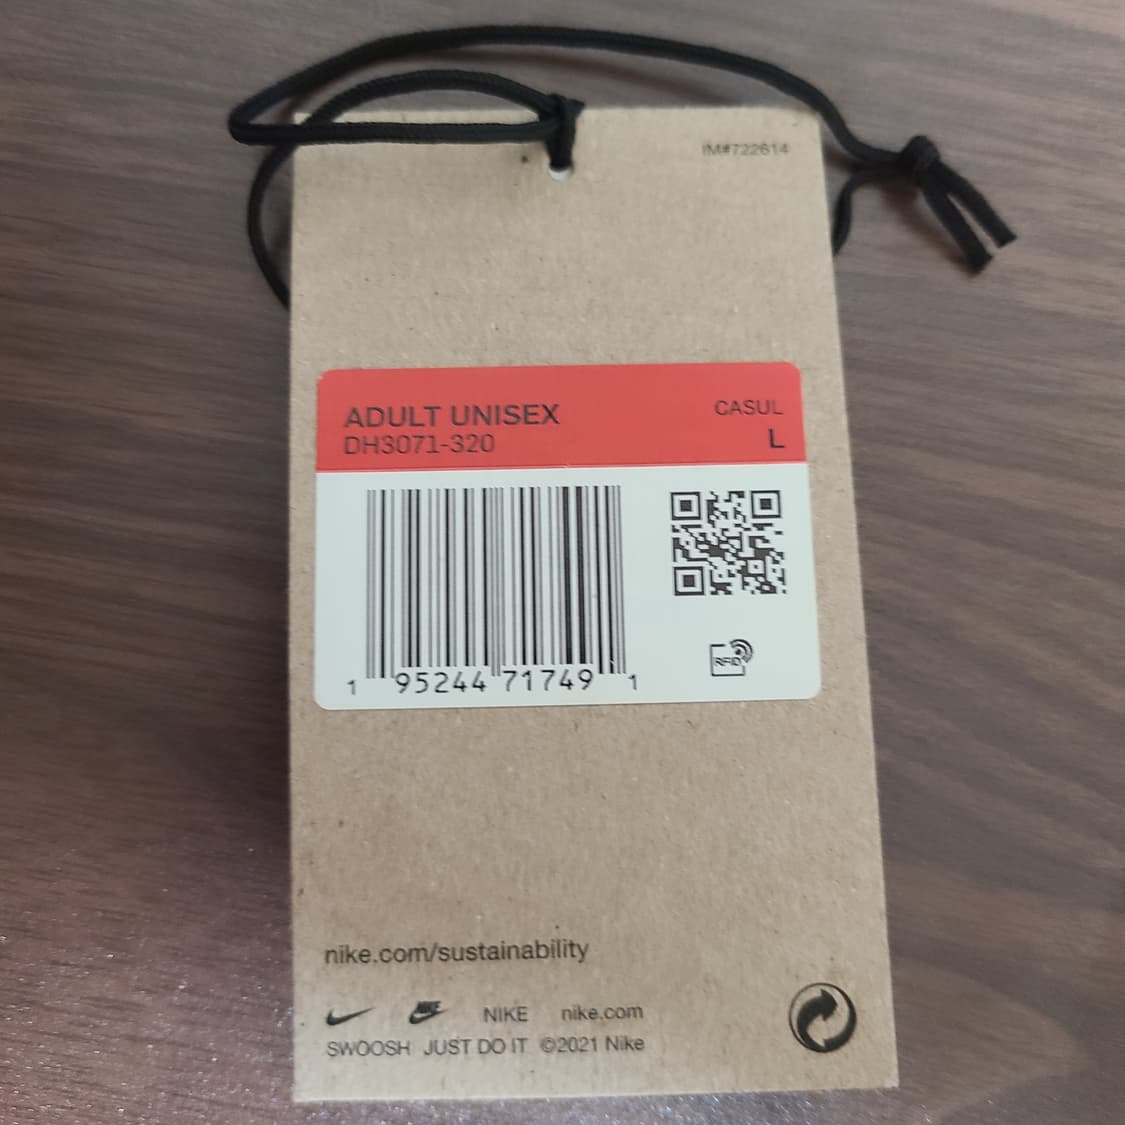 IM#722614
ADULT UNISEX CASUL
DH3071-320 L
1 95244 71749 1
RFID
nike.com/sustainability
NIKE NIKE nike.com
SWOOSH JUST DO IT ©2021 Nike